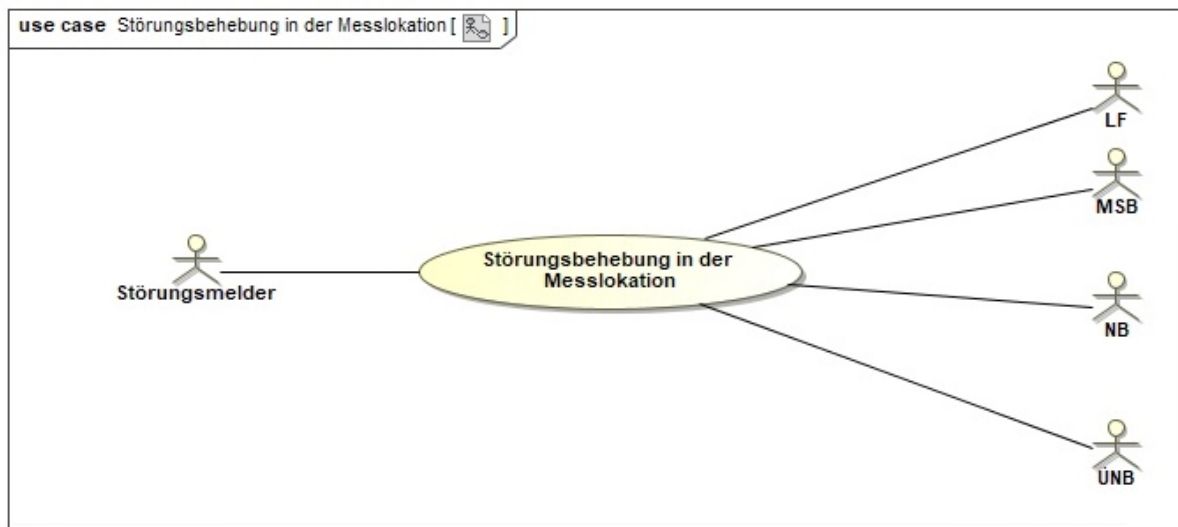 use case Störungsbehebung in der Messlokation [ ]
LF
MSB
Störungsbehebung in der
Messlokation
Störungsmelder
NB
ÜNB